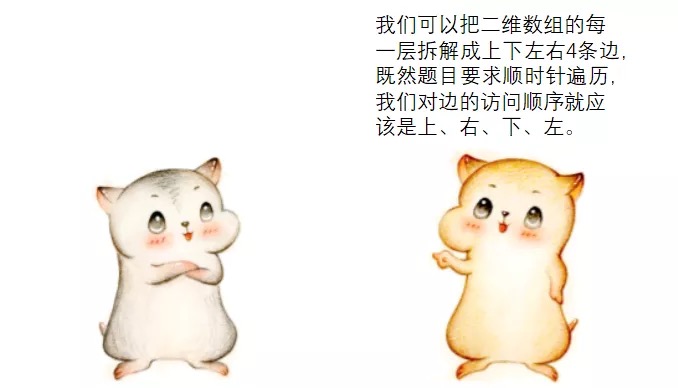 我们可以把二维数组的每
一层拆解成上下左右4条边，
既然题目要求顺时针遍历，
我们对边的访问顺序就应
该是上、右、下、左。